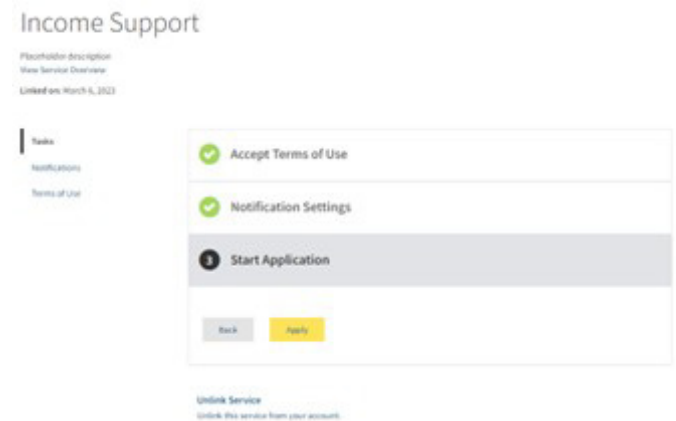 Income Support
Placeholder description
View Service Overview
Linked on: March 6, 2023
Tasks
Notifications
Terms of Use
Accept Terms of Use
Notification Settings
3 Start Application
Back Apply
Unlink Service
Unlink this service from your account.